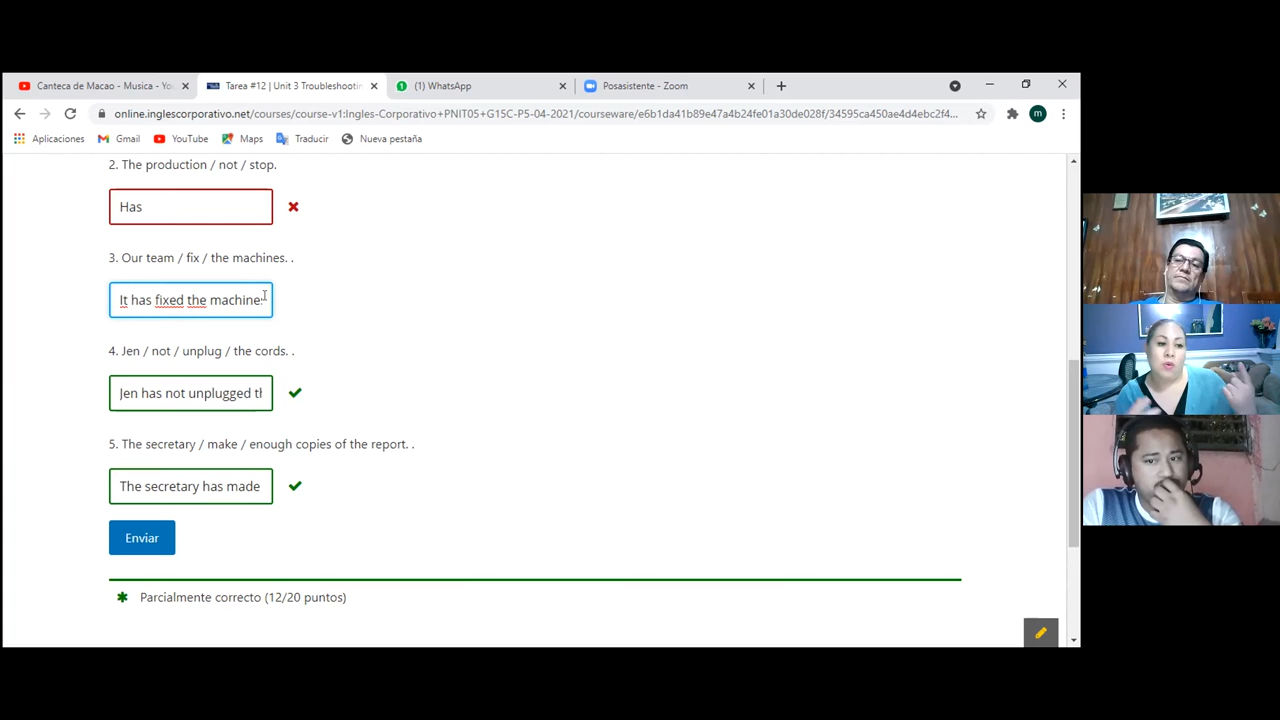 Canteca de Macao - Musica - Yo
Tarea #12 | Unit 3 Troubleshootin
(1) WhatsApp
Posasistente - Zoom
online.inglescorporativo.net/courses/course-v1:Ingles-Corporativo+PNIT05+G15C-P5-04-2021/courseware/e6b1da41b89e47a4b24fe01a30de028f/34595ca450ae4d4ebc2f4...
m
Aplicaciones
Gmail
YouTube
Maps
Traducir
Nueva pestaña
2. The production / not / stop.
Has
3. Our team / fix / the machines. .
It has fixed the machine
4. Jen / not / unplug / the cords. .
Jen has not unplugged th
5. The secretary / make / enough copies of the report. .
The secretary has made
Enviar
Parcialmente correcto (12/20 puntos)